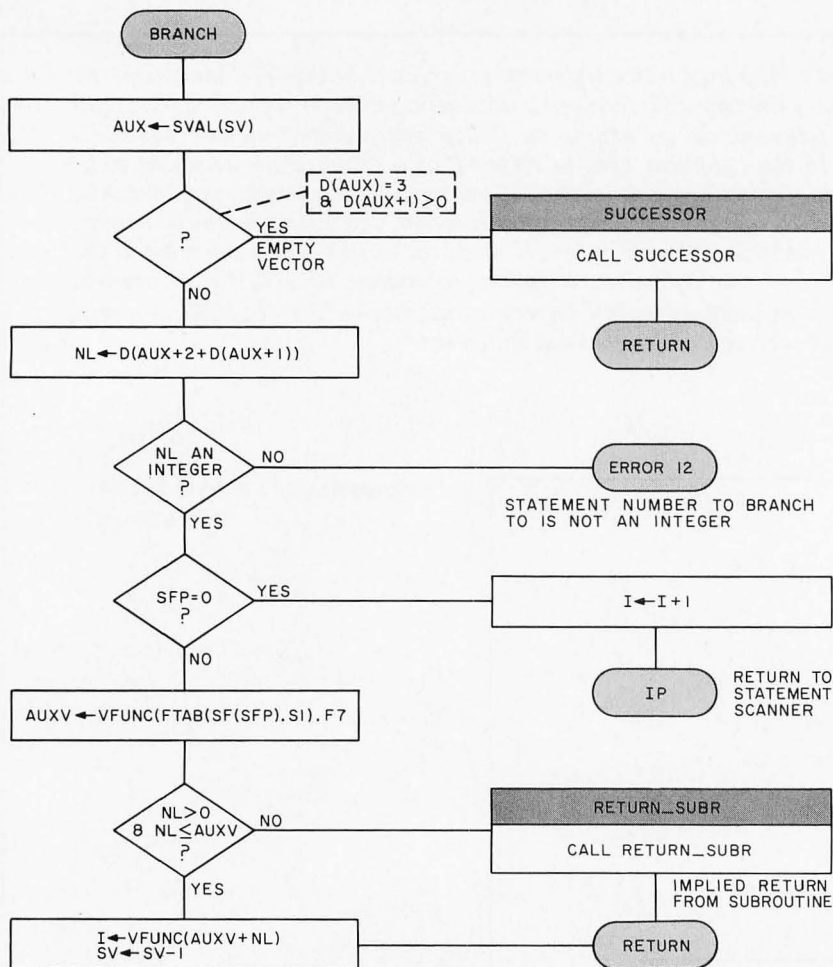 BRANCH
AUX←SVAL(SV)
D(AUX)=3
& D(AUX+1)>0
?
YES
EMPTY
VECTOR
NO
SUCCESSOR
CALL SUCCESSOR
RETURN
NL←D(AUX+2+D(AUX+1))
NL AN
INTEGER
?
NO
YES
ERROR 12
STATEMENT NUMBER TO BRANCH
TO IS NOT AN INTEGER
SFP=0
?
YES
NO
I←I+1
IP
RETURN TO
STATEMENT
SCANNER
AUXV←VFUNC(FTAB(SF(SFP).S1).F7
NL>0
& NL≤AUXV
?
NO
YES
RETURN_SUBR
CALL RETURN_SUBR
IMPLIED RETURN
FROM SUBROUTINE
I←VFUNC(AUXV+NL)
SV←SV-1
RETURN